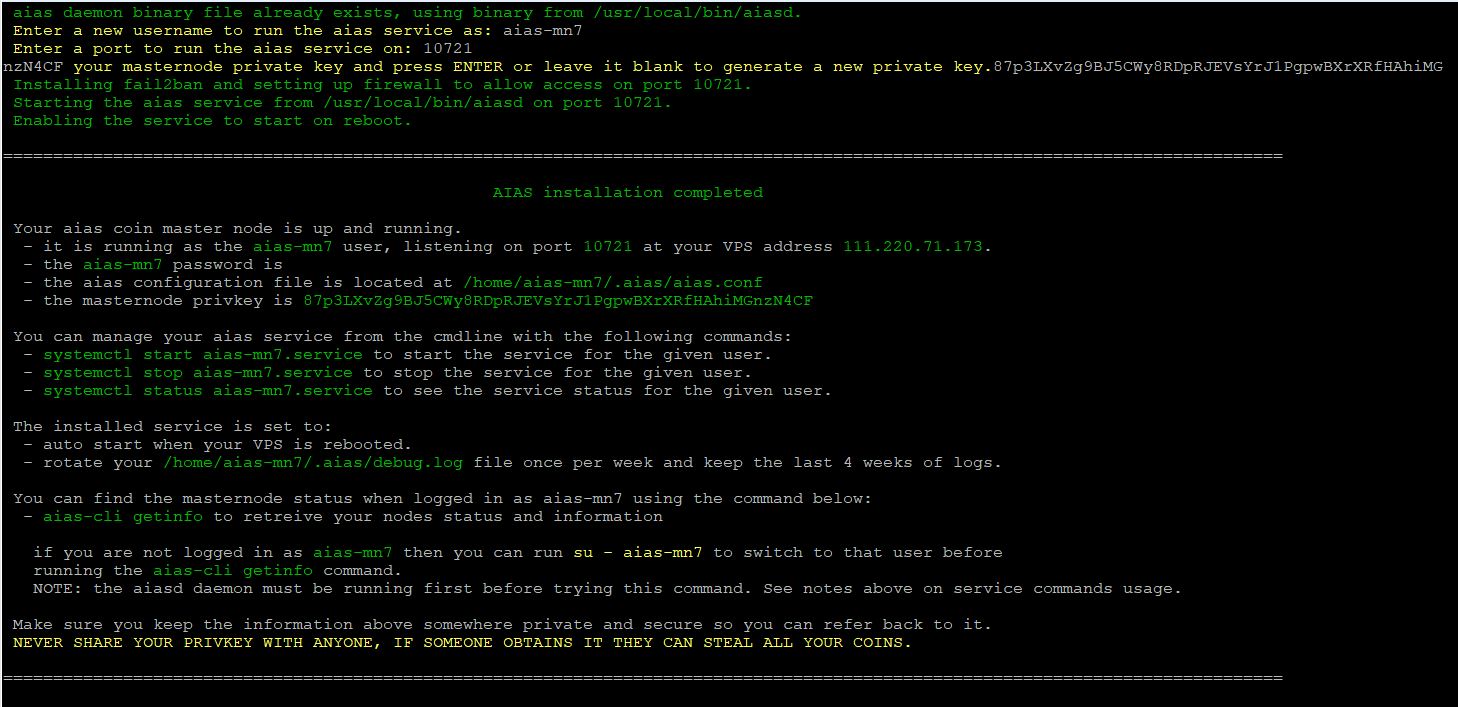 aias daemon binary file already exists, using binary from /usr/local/bin/aiasd.
Enter a new username to run the aias service as: aias-mn7
Enter a port to run the aias service on: 10721
nzN4CF your masternode private key and press ENTER or leave it blank to generate a new private key.87p3LXvZg9BJ5CWy8RDpRJEVsYrJ1PgpwBXrXRfHAhiMG
Installing fail2ban and setting up firewall to allow access on port 10721.
Starting the aias service from /usr/local/bin/aiasd on port 10721.
Enabling the service to start on reboot.
================================================================================================================================
AIAS installation completed
Your aias coin master node is up and running.
- it is running as the aias-mn7 user, listening on port 10721 at your VPS address 111.220.71.173.
- the aias-mn7 password is
- the aias configuration file is located at /home/aias-mn7/.aias/aias.conf
- the masternode privkey is 87p3LXvZg9BJ5CWy8RDpRJEVsYrJ1PgpwBXrXRfHAhiMGnzN4CF
You can manage your aias service from the cmdline with the following commands:
- systemctl start aias-mn7.service to start the service for the given user.
- systemctl stop aias-mn7.service to stop the service for the given user.
- systemctl status aias-mn7.service to see the service status for the given user.
The installed service is set to:
- auto start when your VPS is rebooted.
- rotate your /home/aias-mn7/.aias/debug.log file once per week and keep the last 4 weeks of logs.
You can find the masternode status when logged in as aias-mn7 using the command below:
- aias-cli getinfo to retreive your nodes status and information
if you are not logged in as aias-mn7 then you can run su - aias-mn7 to switch to that user before
running the aias-cli getinfo command.
NOTE: the aiasd daemon must be running first before trying this command. See notes above on service commands usage.
Make sure you keep the information above somewhere private and secure so you can refer back to it.
NEVER SHARE YOUR PRIVKEY WITH ANYONE, IF SOMEONE OBTAINS IT THEY CAN STEAL ALL YOUR COINS.
================================================================================================================================